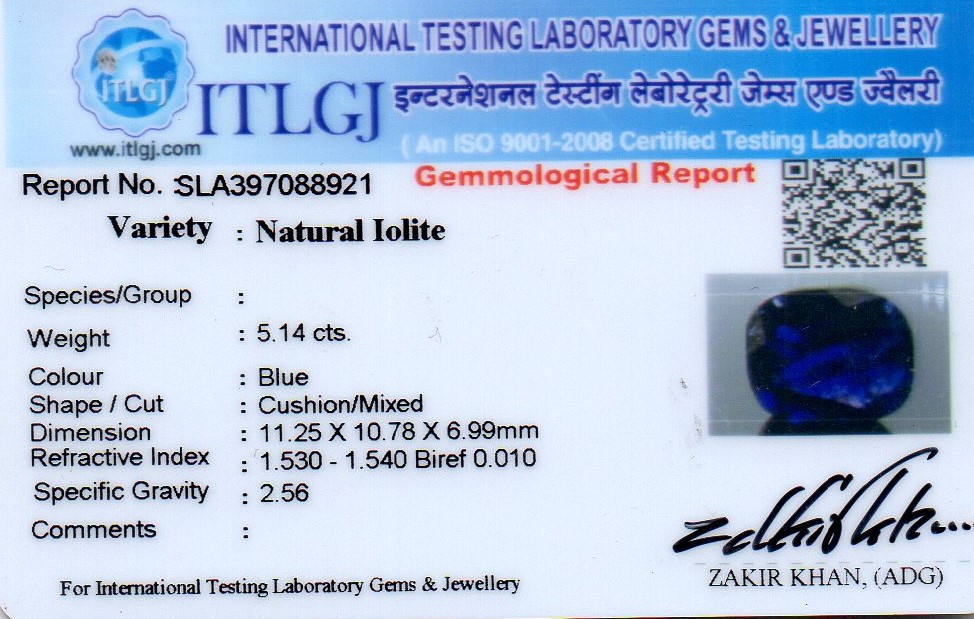 INTERNATIONAL TESTING LABORATORY GEMS & JEWELLERY
ITLGJ
ITLGJ इन्टरनेशनल टेस्टींग लेबोरेट्ररी जेम्स एण्ड ज्वैलरी
www.itlgj.com
( An ISO 9001-2008 Certified Testing Laboratory)
Report No. :SLA397088921
Gemmological Report
Variety : Natural Iolite
Species/Group :
Weight : 5.14 cts.
Colour : Blue
Shape / Cut : Cushion/Mixed
Dimension : 11.25 X 10.78 X 6.99mm
Refractive Index : 1.530 - 1.540 Biref 0.010
Specific Gravity : 2.56
Comments :
ZAKIR KHAN, (ADG)
For International Testing Laboratory Gems & Jewellery